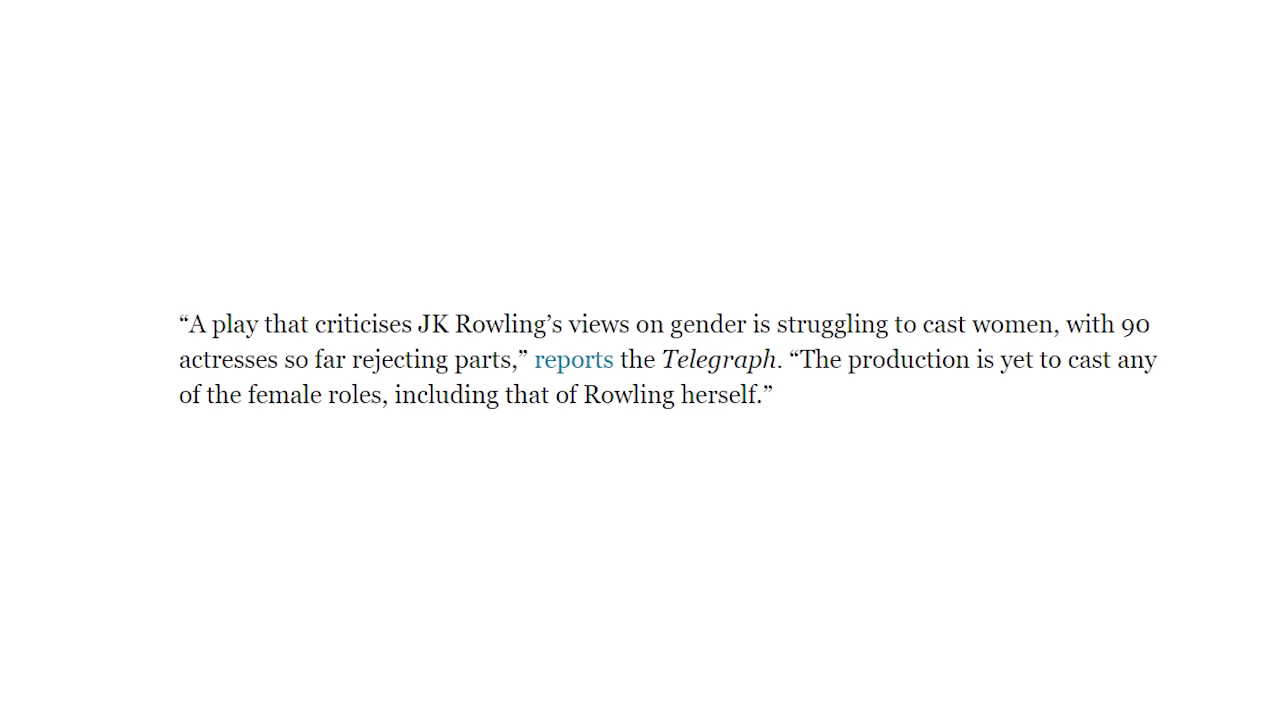 “A play that criticises JK Rowling’s views on gender is struggling to cast women, with 90
actresses so far rejecting parts,” reports the Telegraph. “The production is yet to cast any
of the female roles, including that of Rowling herself.”